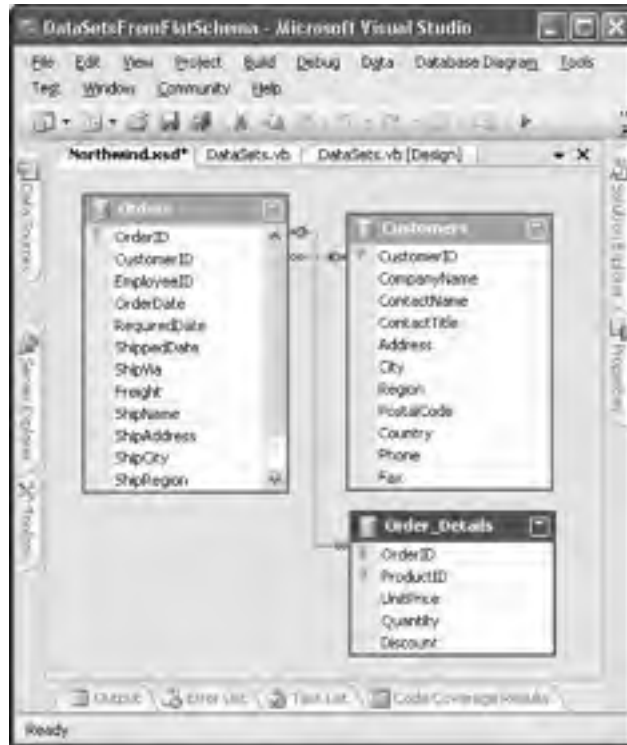 DataSetsFromFlatSchema - Microsoft Visual Studio
File Edit View Project Build Debug Data Database Diagram Tools
Test Window Community Help
Northwind.xsd* DataSets.vb DataSets.vb [Design]
Data Sources
Server Explorer
Toolbox
Solution Explorer
Properties
Orders
OrderID
CustomerID
EmployeeID
OrderDate
RequiredDate
ShippedDate
ShipVia
Freight
ShipName
ShipAddress
ShipCity
ShipRegion
Customers
CustomerID
CompanyName
ContactName
ContactTitle
Address
City
Region
PostalCode
Country
Phone
Fax
Order_Details
OrderID
ProductID
UnitPrice
Quantity
Discount
Output Error List Task List Code Coverage Results
Ready